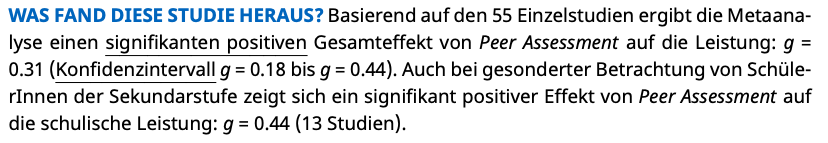 WAS FAND DIESE STUDIE HERAUS? Basierend auf den 55 Einzelstudien ergibt die Metaana-
lyse einen signifikanten positiven Gesamteffekt von Peer Assessment auf die Leistung: g =
0.31 (Konfidenzintervall g = 0.18 bis g = 0.44). Auch bei gesonderter Betrachtung von Schüle-
rInnen der Sekundarstufe zeigt sich ein signifikant positiver Effekt von Peer Assessment auf
die schulische Leistung: g = 0.44 (13 Studien).